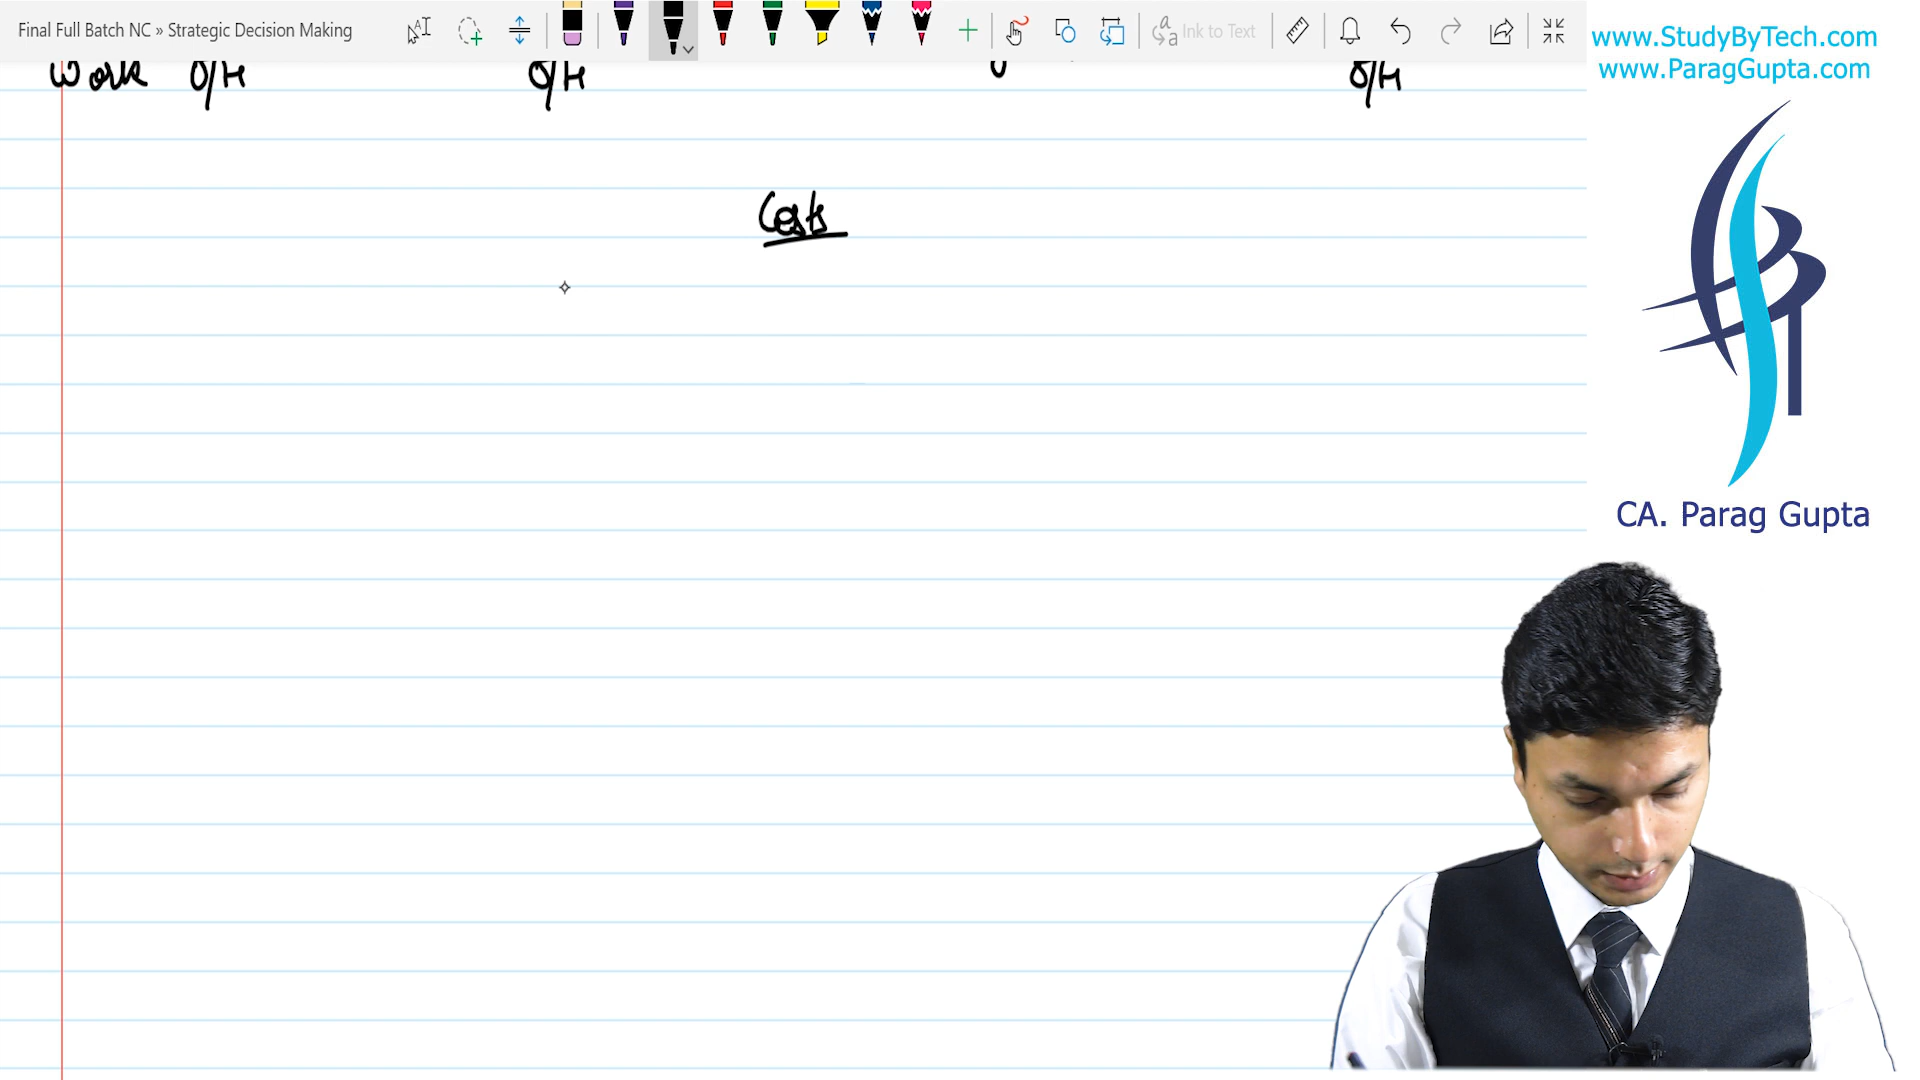 Final Full Batch NC » Strategic Decision Making
Ink to Text
www.StudyByTech.com
www.ParagGupta.com
Work O/H O/H O/H
Costs
CA. Parag Gupta